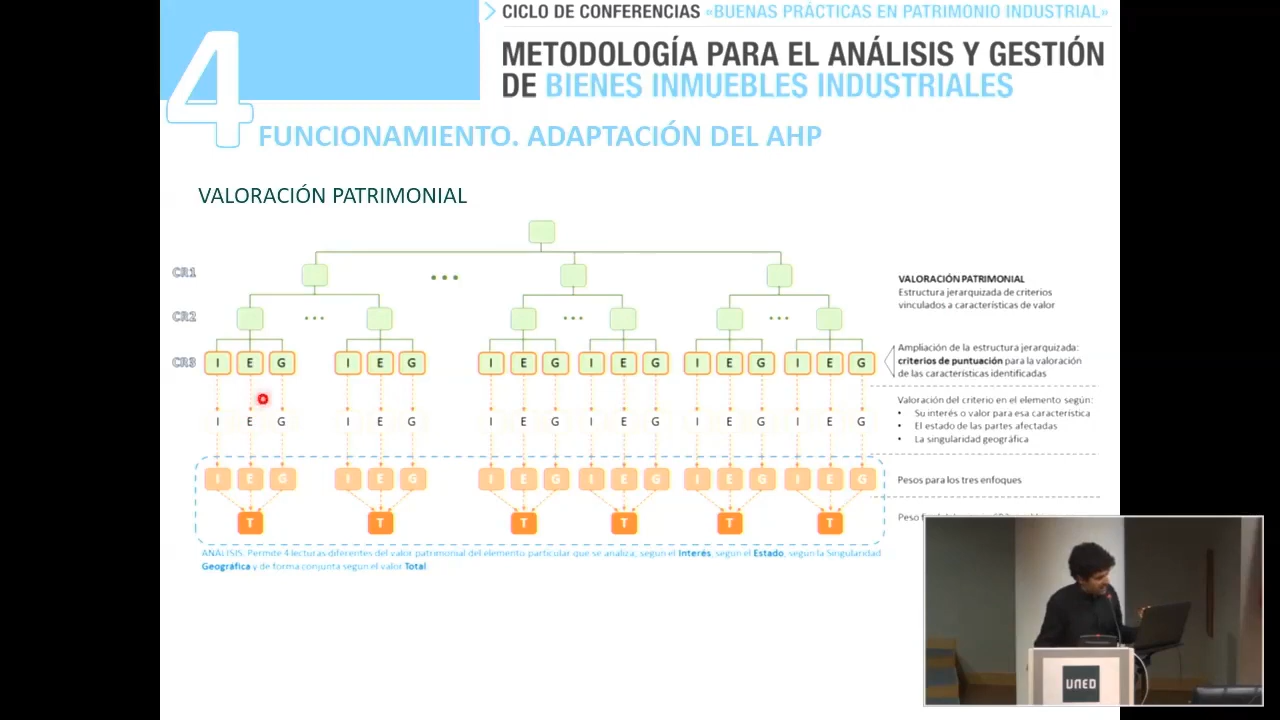 CICLO DE CONFERENCIAS «BUENAS PRÁCTICAS EN PATRIMONIO INDUSTRIAL»
METODOLOGÍA PARA EL ANÁLISIS Y GESTIÓN
DE BIENES INMUEBLES INDUSTRIALES
4
FUNCIONAMIENTO. ADAPTACIÓN DEL AHP
VALORACIÓN PATRIMONIAL
CR1
CR2
CR3
I E G I E G I E G I E G I E G I E G
I E G I E G I E G I E G I E G I E G
I E G I E G I E G I E G I E G I E G
T T T T T T
VALORACIÓN PATRIMONIAL
Estructura jerarquizada de criterios
vinculados a características de valor
Ampliación de la estructura jerarquizada:
criterios de puntuación para la valoración
de las características identificadas
Valoración del criterio en el elemento según:
• Su interés o valor para esa característica
• El estado de las partes afectadas
• La singularidad geográfica
Pesos para los tres enfoques
Peso
ANÁLISIS: Permite 4 lecturas diferentes del valor patrimonial del elemento particular que se analiza, según el Interés, según el Estado, según la Singularidad
Geográfica y de forma conjunta según el valor Total
UNED